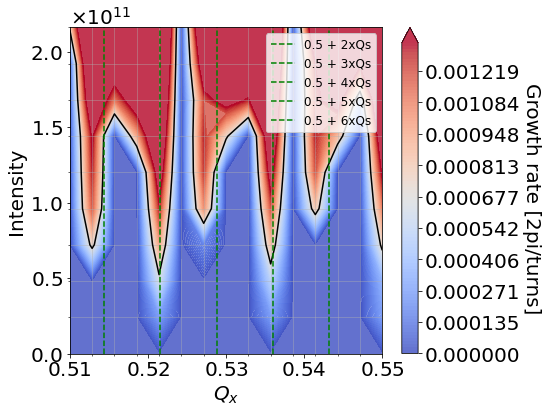 ×10¹¹
2.0
1.5
1.0
0.5
0.0
Intensity
0.51
0.52
0.53
0.54
0.55
Qₓ
0.5 + 2xQs
0.5 + 3xQs
0.5 + 4xQs
0.5 + 5xQs
0.5 + 6xQs
0.001219
0.001084
0.000948
0.000813
0.000677
0.000542
0.000406
0.000271
0.000135
0.000000
Growth rate [2pi/turns]